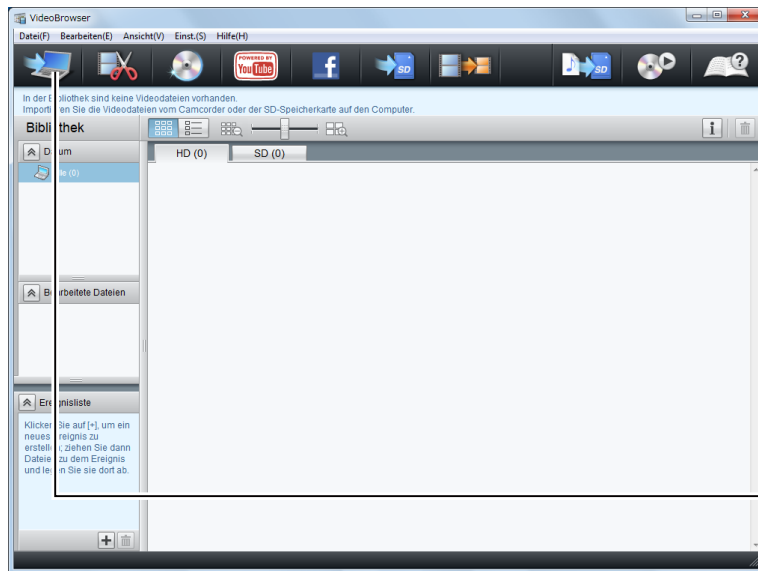 VideoBrowser
Datei(F) Bearbeiten(E) Ansicht(V) Einst.(S) Hilfe(H)
POWERED BY
You Tube
f
SD
SD
?
In der Bibliothek sind keine Videodateien vorhanden.
Importieren Sie die Videodateien vom Camcorder oder der SD-Speicherkarte auf den Computer.
Bibliothek
i
Datum
HD (0) SD (0)
(0)
Bearbeitete Dateien
Ereignisliste
Klicken Sie auf [+], um ein
neues Ereignis zu
erstellen; ziehen Sie dann
Dateien zu dem Ereignis
und legen Sie sie dort ab.